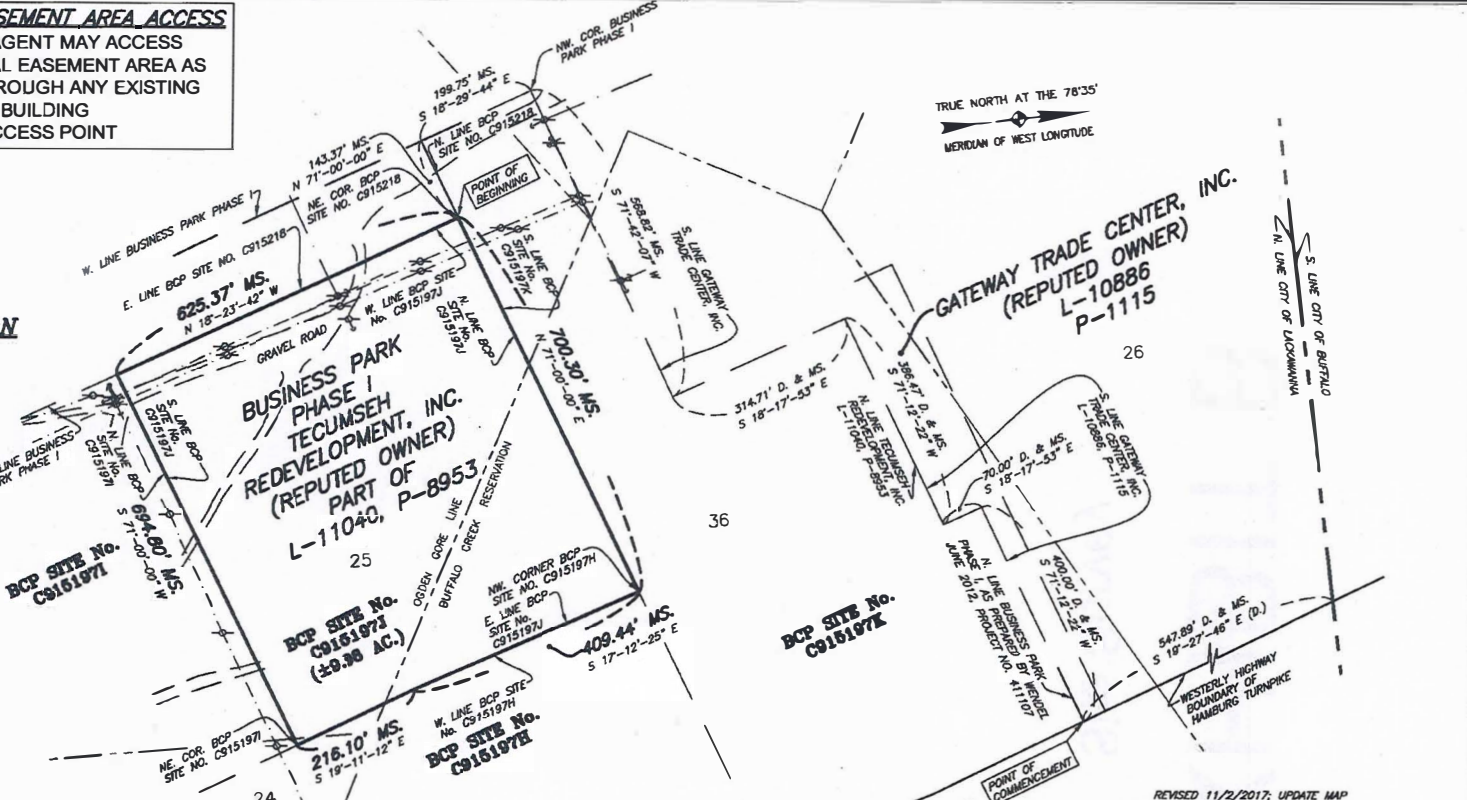 SEMENT AREA ACCESS
AGENT MAY ACCESS
AL EASEMENT AREA AS
ROUGH ANY EXISTING
BUILDING
CCESS POINT
NW. COR. BUSINESS
PARK PHASE I
199.75' MS.
S 18°-29'-44" E
N. LINE BCP
SITE NO. C915218
143.37' MS.
N 71°-00'-00" E
NE. COR. BCP
SITE NO. C915218
POINT OF
BEGINNING
W. LINE BUSINESS PARK PHASE I
E. LINE BCP SITE NO. C915218
625.37' MS.
N 18°-23'-42" W
GRAVEL ROAD
W. LINE BCP SITE
No. C915197J
N. LINE BCP
SITE No.
C915197J
S. LINE BCP
SITE No.
C915197K
568.82' MS.
S 71°-42'-07" W
S. LINE GATEWAY
TRADE CENTER, INC.
TRUE NORTH AT THE 78°35'
MERIDIAN OF WEST LONGITUDE
GATEWAY TRADE CENTER, INC.
(REPUTED OWNER)
L-10886
P-1115
26
S. LINE CITY OF BUFFALO
N. LINE CITY OF LACKAWANNA
N
BUSINESS PARK
PHASE I
TECUMSEH
REDEVELOPMENT, INC.
(REPUTED OWNER)
PART OF
L-11040, P-8953
25
700.30' MS.
N 71°-00'-00" E
314.71' D. & MS.
S 18°-17'-53" E
386.47' D. & MS.
S 71°-12'-22" W
N. LINE TECUMSEH
REDEVELOPMENT, INC.
L-11040, P-8953
70.00' D. & MS.
S 18°-17'-53" E
S. LINE GATEWAY
TRADE CENTER, INC.
L-10886, P-1115
LINE BUSINESS
RK PHASE I
N. LINE BCP
SITE No.
C915197I
S. LINE BCP
SITE No.
C915197J
694.80' MS.
S 71°-00'-00" W
BCP SITE No.
C915197I
OGDEN GORE LINE
BUFFALO CREEK RESERVATION
36
BCP SITE No.
C915197J
(±9.96 AC.)
NW. CORNER BCP
SITE NO. C915197H
E. LINE BCP
SITE No.
C915197J
409.44' MS.
S 17°-12'-25" E
BCP SITE No.
C915197K
N. LINE BUSINESS PARK
PHASE I, AS PREPARED BY WENDEL
JUNE 2012, PROJECT NO. 411107
400.00' D. & MS.
S 71°-12'-22" W
547.89' D. & MS.
S 19°-27'-46" E (D.)
WESTERLY HIGHWAY
BOUNDARY OF
HAMBURG TURNPIKE
W. LINE BCP SITE
No. C915197H
BCP SITE No.
C915197H
216.10' MS.
S 19°-11'-12" E
NE. COR. BCP
SITE NO. C915197I
24
POINT OF
COMMENCEMENT
REVISED 11/2/2017: UPDATE MAP